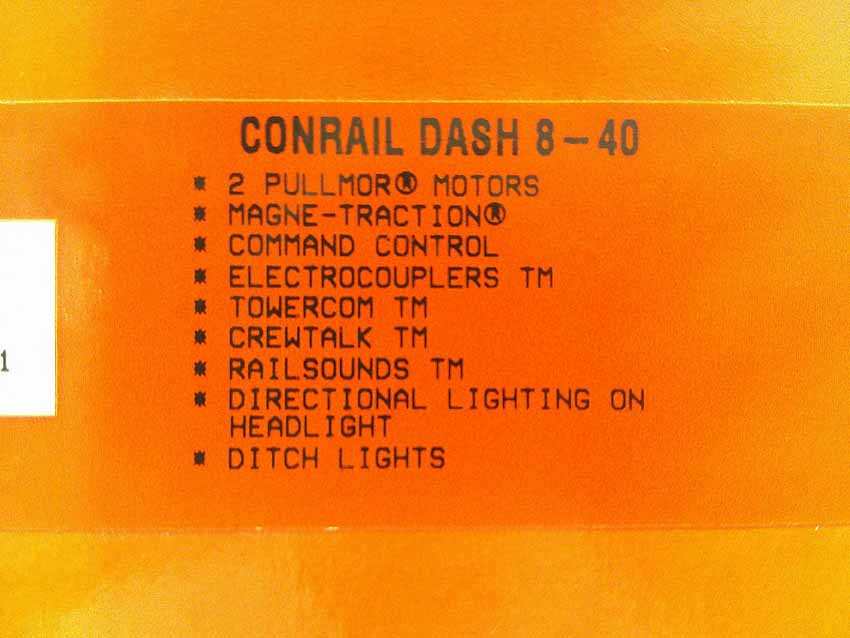 CONRAIL DASH 8-40
* 2 PULLMOR® MOTORS
* MAGNE-TRACTION®
* COMMAND CONTROL
* ELECTROCOUPLERS TM
* TOWERCOM TM
* CREWTALK TM
1
* RAILSOUNDS TM
* DIRECTIONAL LIGHTING ON
HEADLIGHT
* DITCH LIGHTS